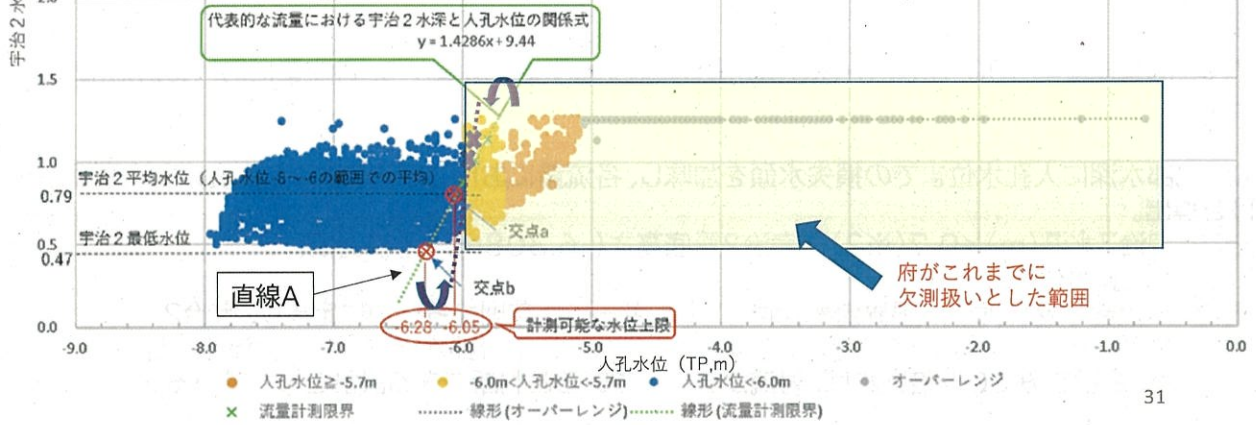 代表的な流量における宇治２水深と人孔水位の関係式
y = 1.4286x + 9.44
宇治２水
1.5
1.0
宇治２平均水位（人孔水位-8～-6の範囲での平均）
0.79
宇治２最低水位
0.5
0.47
交点a
直線A
交点b
府がこれまでに
欠測扱いとした範囲
-6.28 -6.05
計測可能な水位上限
0.0
-9.0 -8.0 -7.0 -6.0 -5.0 -4.0 -3.0 -2.0 -1.0 0.0
人孔水位（TP,m）
人孔水位≧-5.7m -6.0m<人孔水位<-5.7m 人孔水位<-6.0m オーバーレンジ
流量計測限界 線形(オーバーレンジ) 線形(流量計測限界)
31